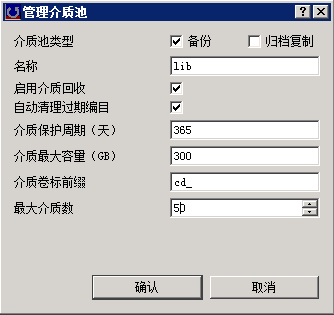 管理介质池
介质池类型 备份 归档复制
名称 lib
启用介质回收
自动清理过期编目
介质保护周期（天） 365
介质最大容量（GB） 300
介质卷标前缀 cd_
最大介质数 50
确认 取消